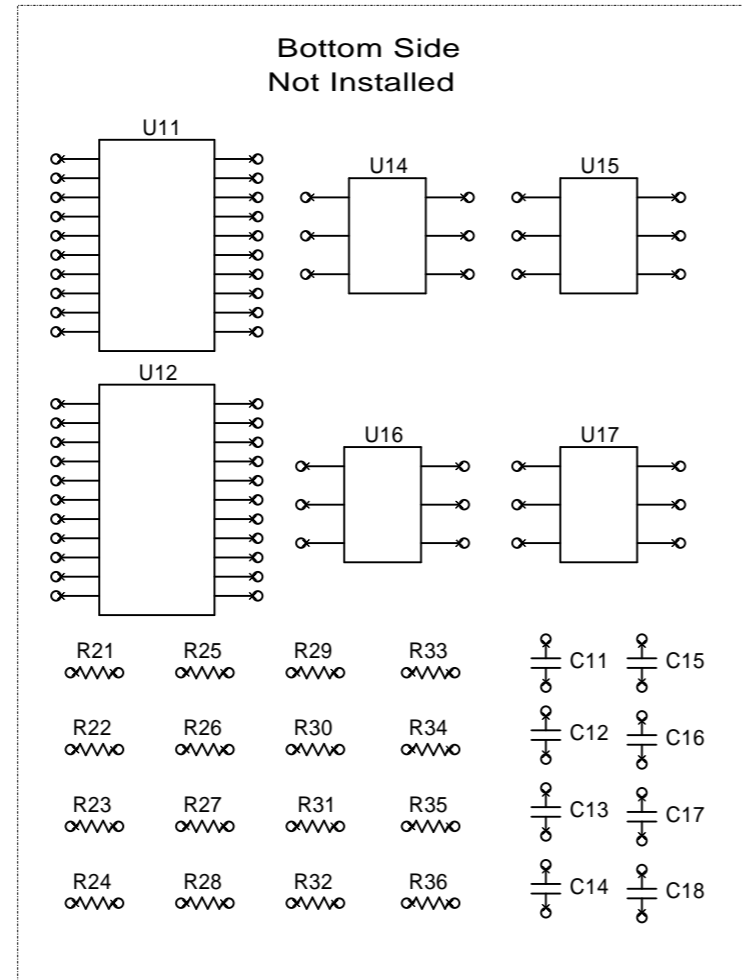 Bottom Side
Not Installed
U11
U14
U15
U12
U16
U17
R21 R25 R29 R33
C11 C15
R22 R26 R30 R34
C12 C16
R23 R27 R31 R35
C13 C17
R24 R28 R32 R36
C14 C18